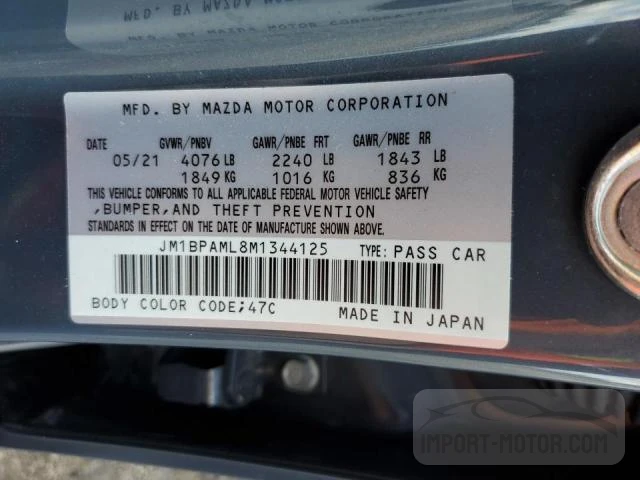 MFD. BY MAZDA MOTOR CORPORATION
DATE GVWR/PNBV GAWR/PNBE FRT GAWR/PNBE RR
05/21 4076 LB 2240 LB 1843 LB
1849 KG 1016 KG 836 KG
THIS VEHICLE CONFORMS TO ALL APPLICABLE FEDERAL MOTOR VEHICLE SAFETY
,BUMPER,AND THEFT PREVENTION
STANDARDS IN EFFECT ON THE DATE OF MANUFACTURE SHOWN ABOVE.
JM1BPAML8M1344125 TYPE: PASS CAR
BODY COLOR CODE;47C MADE IN JAPAN
IMPORT-MOTOR.COM